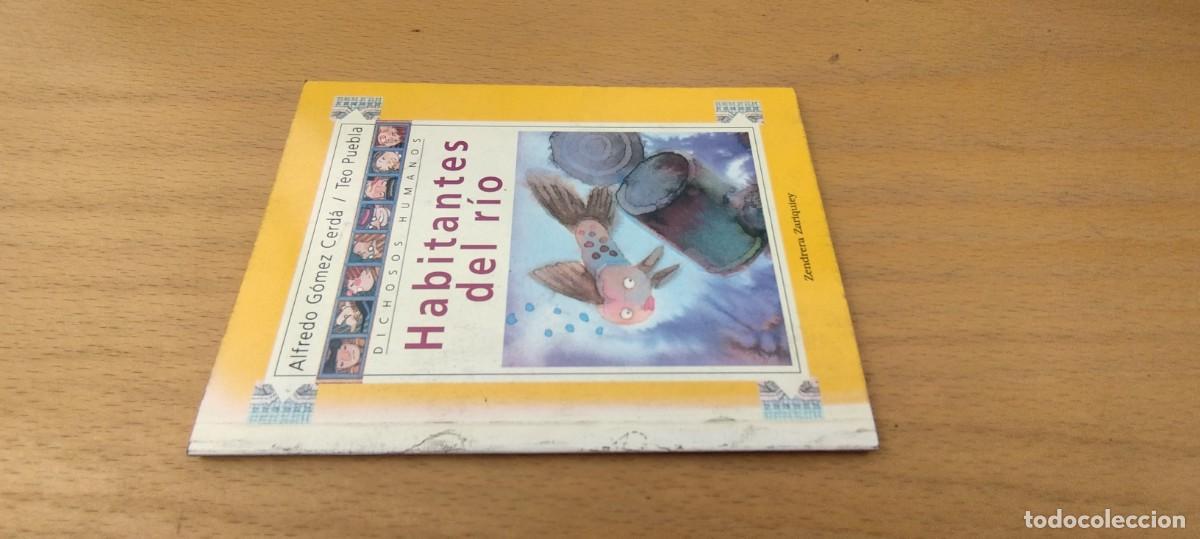 Alfredo Gómez Cerdá / Teo Puebla
DICHOSOS HUMANOS
Habitantes
del río
Zendrera Zariquiey
todocoleccion